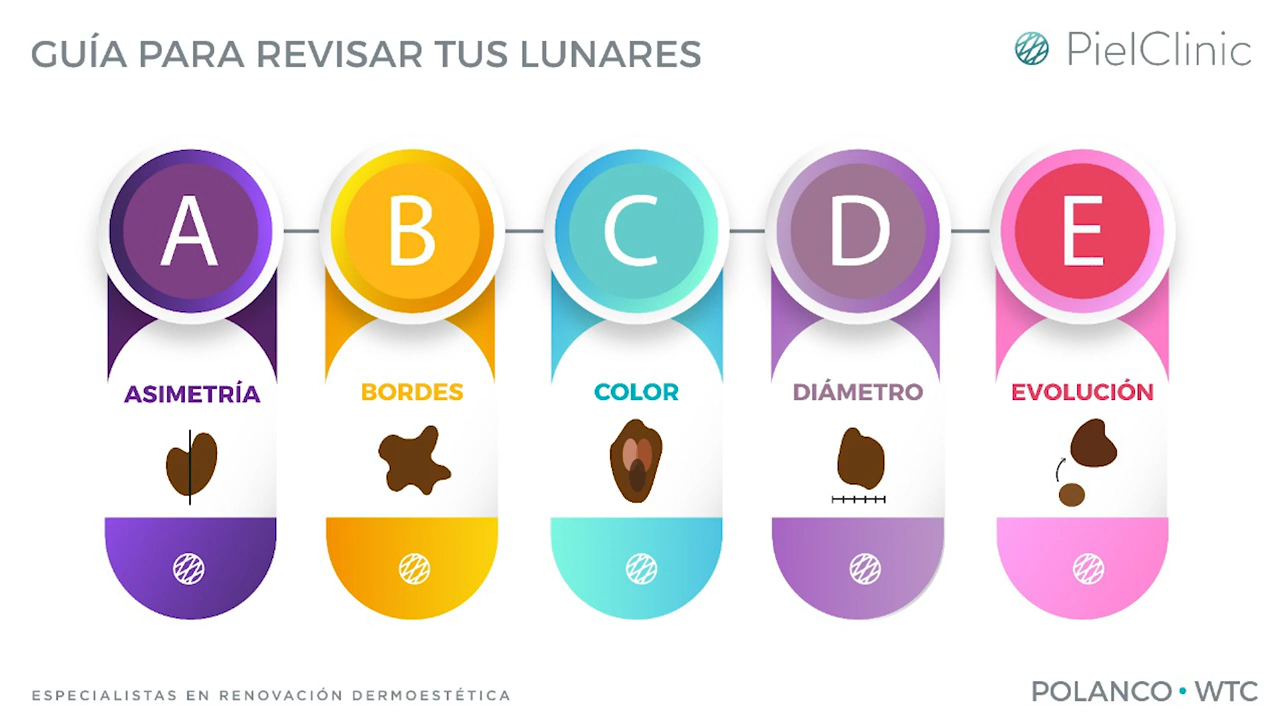 GUÍA PARA REVISAR TUS LUNARES
PielClinic
A
B
C
D
E
ASIMETRÍA
BORDES
COLOR
DIÁMETRO
EVOLUCIÓN
ESPECIALISTAS EN RENOVACIÓN DERMOESTÉTICA
POLANCO • WTC